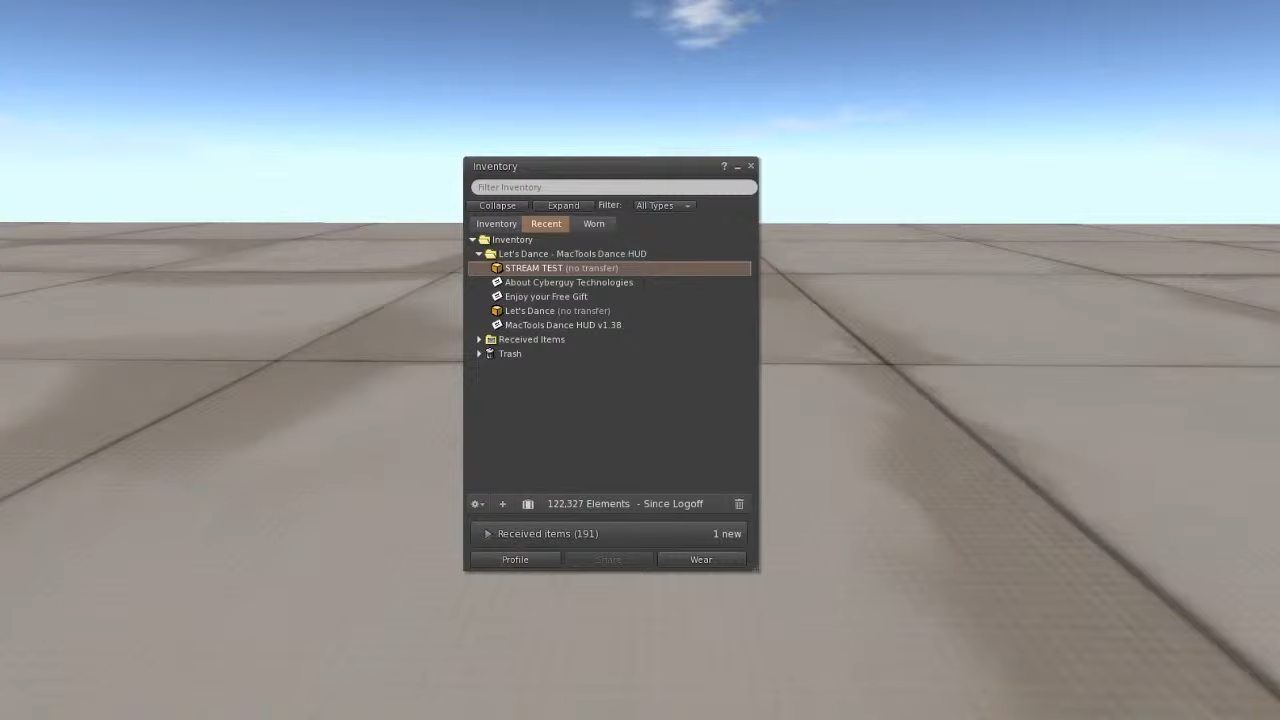 Inventory
?
Filter Inventory
Collapse Expand Filter: All Types
Inventory Recent Worn
Inventory
Let's Dance - MacTools Dance HUD
STREAM TEST (no transfer)
About Cyberguy Technologies
Enjoy your Free Gift
Let's Dance (no transfer)
MacTools Dance HUD v1.38
Received Items
Trash
122,327 Elements - Since Logoff
Received items (191) 1 new
Profile Share Wear